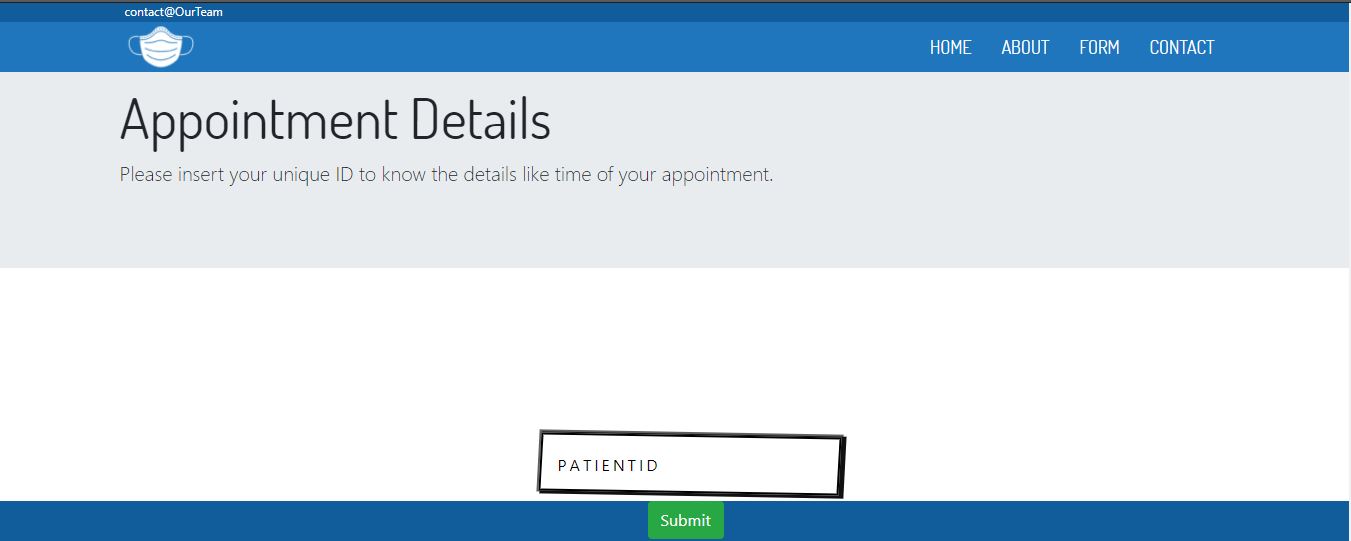 contact@OurTeam
HOME ABOUT FORM CONTACT
Appointment Details
Please insert your unique ID to know the details like time of your appointment.
PATIENTID
Submit